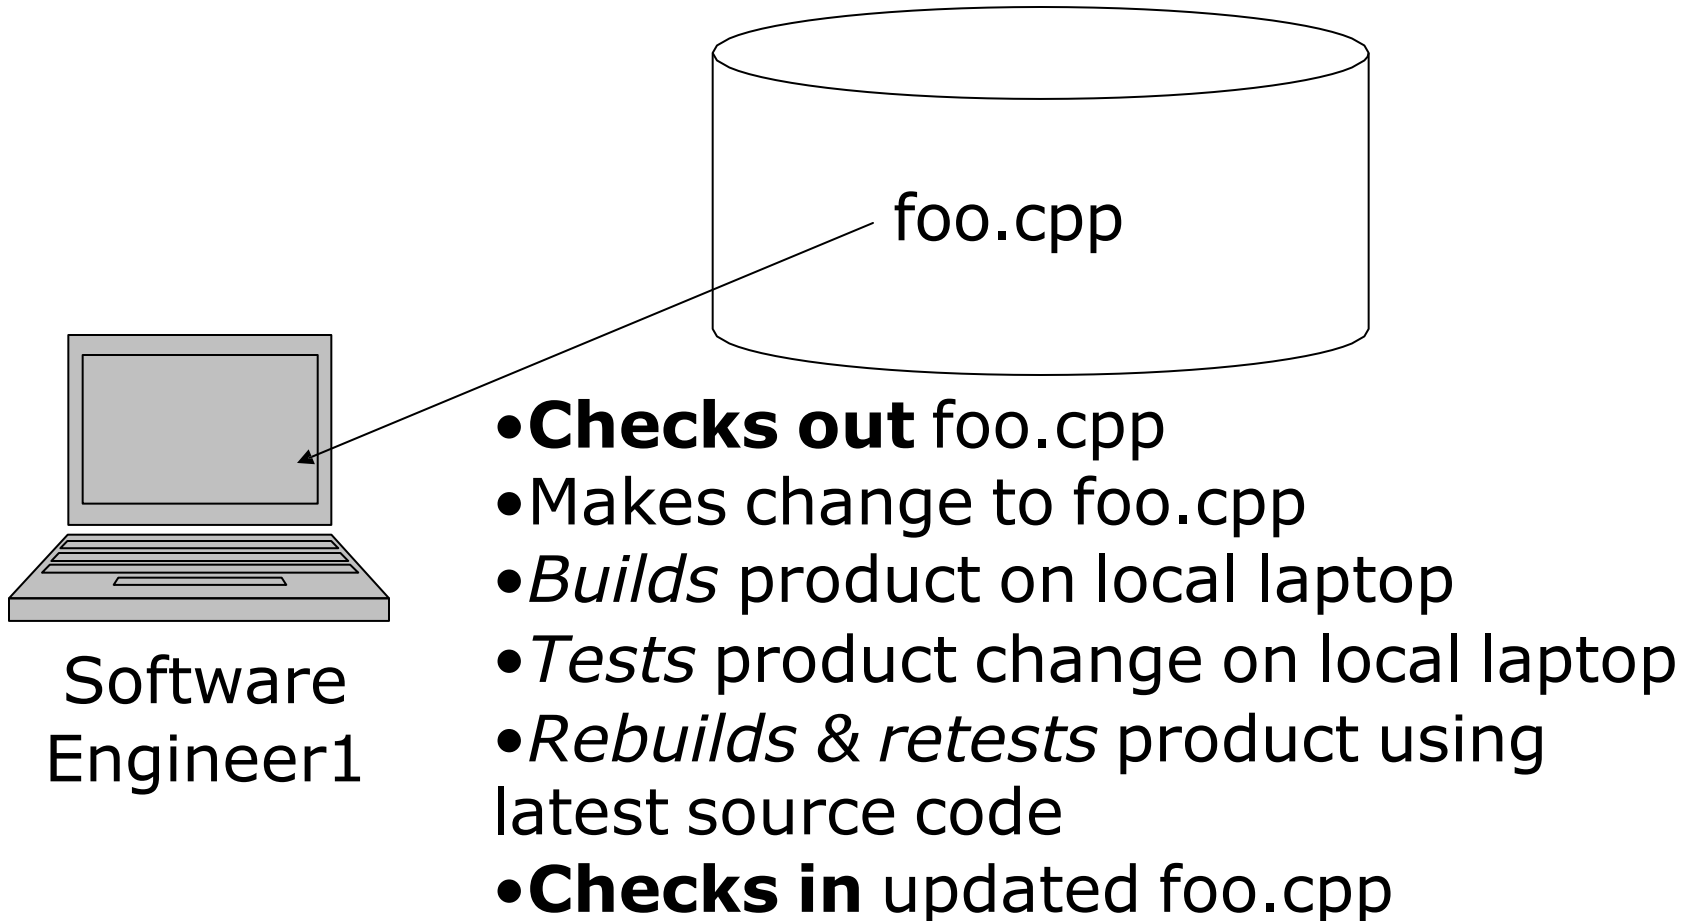 foo.cpp
•Checks out foo.cpp
•Makes change to foo.cpp
•Builds product on local laptop
•Tests product change on local laptop
•Rebuilds & retests product using
latest source code
•Checks in updated foo.cpp
Software
Engineer1